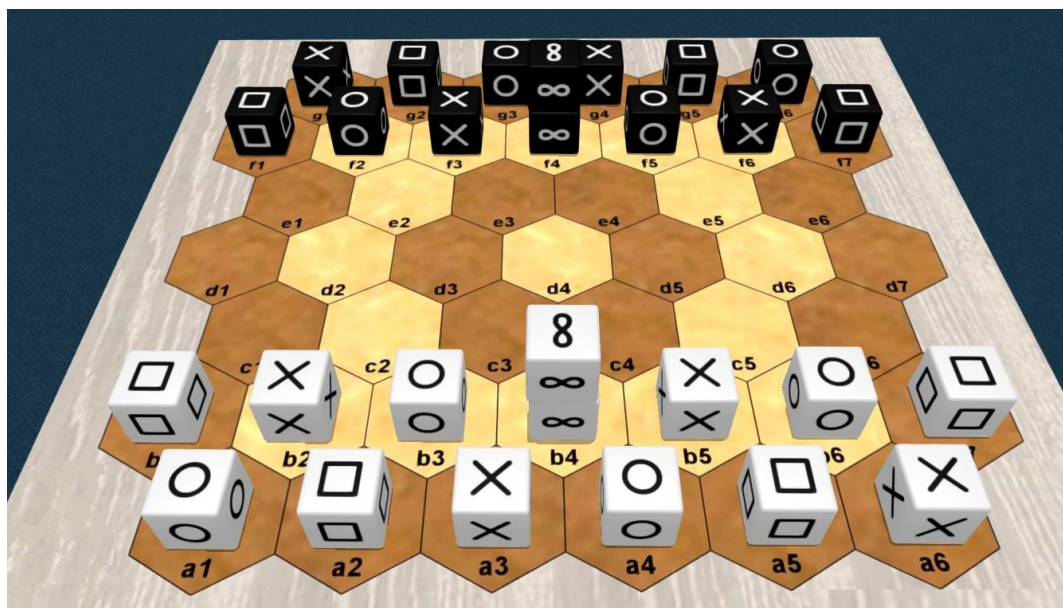 g2 g3 g4 g5
f1 f2 f3 f4 f5 f6 f7
e1 e2 e3 e4 e5 e6
d1 d2 d3 d4 d5 d6 d7
c2 c3 c4 c5
b2 b3 b4 b5
a1 a2 a3 a4 a5 a6